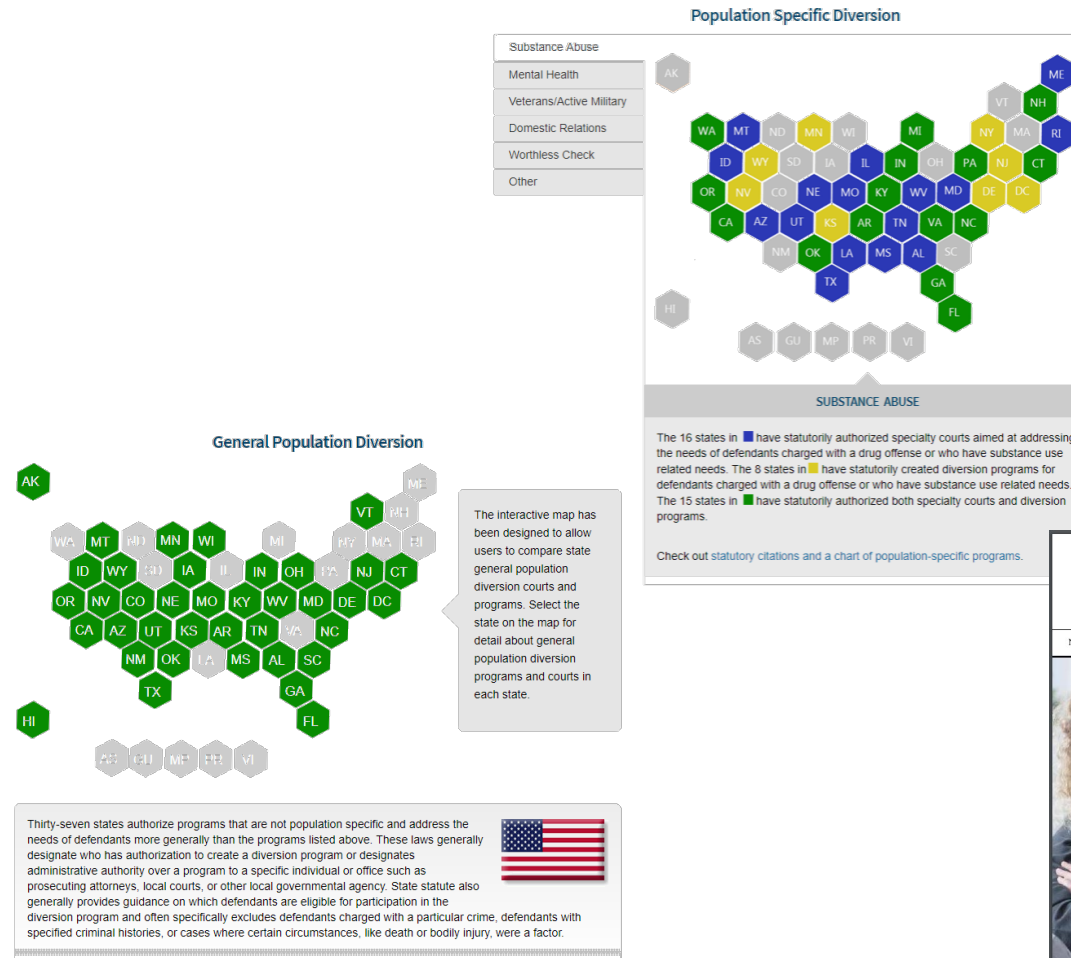 Population Specific Diversion
Substance Abuse
Mental Health
Veterans/Active Military
Domestic Relations
Worthless Check
Other
AK
ME
VT NH
WA MT ND MN WI MI NY MA RI
ID WY SD IA IL IN OH PA NJ CT
OR NV CO NE MO KY WV MD DE DC
CA AZ UT KS AR TN VA NC
NM OK LA MS AL SC
TX GA
HI FL
AS GU MP PR VI
SUBSTANCE ABUSE
The 16 states in have statutorily authorized specialty courts aimed at addressing
the needs of defendants charged with a drug offense or who have substance use
related needs. The 8 states in have statutorily created diversion programs for
defendants charged with a drug offense or who have substance use related needs.
The 15 states in have statutorily authorized both specialty courts and diversion
programs.
Check out statutory citations and a chart of population-specific programs.
General Population Diversion
AK ME
VT NH
WA MT ND MN WI MI NY MA RI
ID WY SD IA IL IN OH PA NJ CT
OR NV CO NE MO KY WV MD DE DC
CA AZ UT KS AR TN VA NC
NM OK LA MS AL SC
TX GA
HI FL
AS GU MP PR VI
The interactive map has
been designed to allow
users to compare state
general population
diversion courts and
programs. Select the
state on the map for
detail about general
population diversion
programs and courts in
each state.
Thirty-seven states authorize programs that are not population specific and address the
needs of defendants more generally than the programs listed above. These laws generally
designate who has authorization to create a diversion program or designates
administrative authority over a program to a specific individual or office such as
prosecuting attorneys, local courts, or other local governmental agency. State statute also
generally provides guidance on which defendants are eligible for participation in the
diversion program and often specifically excludes defendants charged with a particular crime, defendants with
specified criminal histories, or cases where certain circumstances, like death or bodily injury, were a factor.